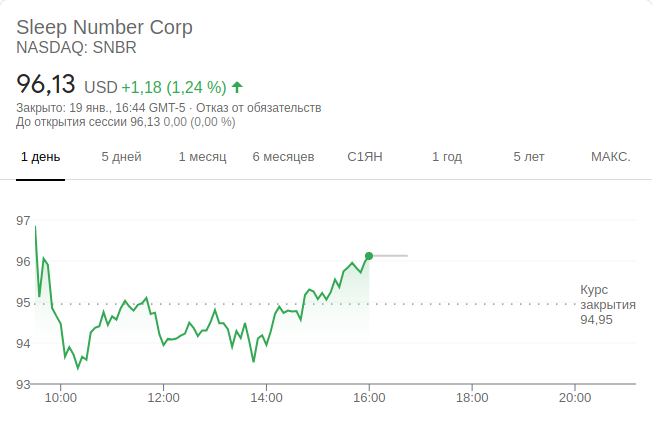 Sleep Number Corp
NASDAQ: SNBR
96,13 USD +1,18 (1,24 %)
Закрыто: 19 янв., 16:44 GMT-5 · Отказ от обязательств
До открытия сессии 96,13 0,00 (0,00 %)
1 день 5 дней 1 месяц 6 месяцев С1ЯН 1 год 5 лет МАКС.
97
96
95
94
93
Курс
закрытия
94,95
10:00 12:00 14:00 16:00 18:00 20:00